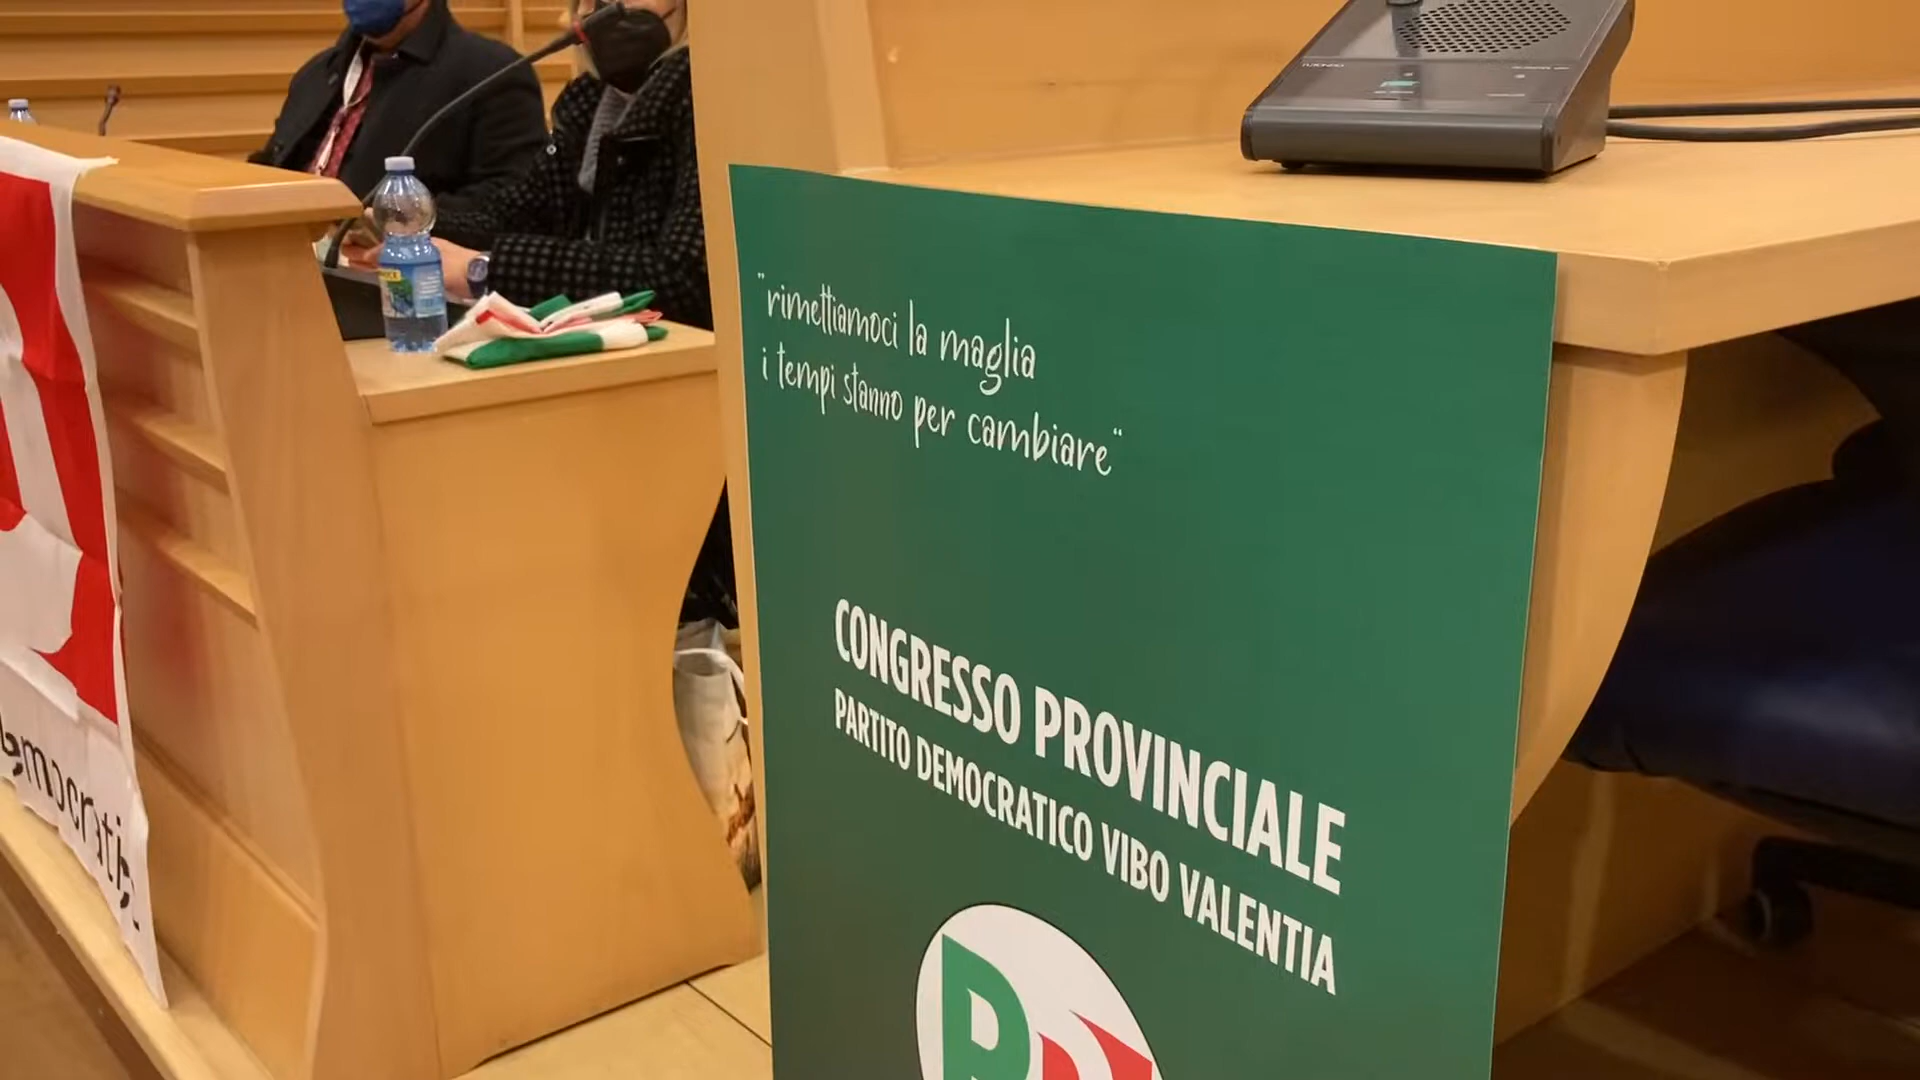 "rimettiamoci la maglia
i tempi stanno per cambiare"
CONGRESSO PROVINCIALE
PARTITO DEMOCRATICO VIBO VALENTIA